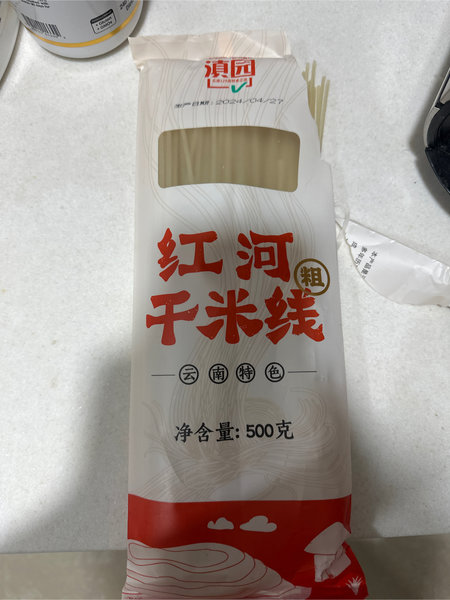 滇园
生产日期:2024/04/27
红河
干米线
粗
云南特色
净含量:500克